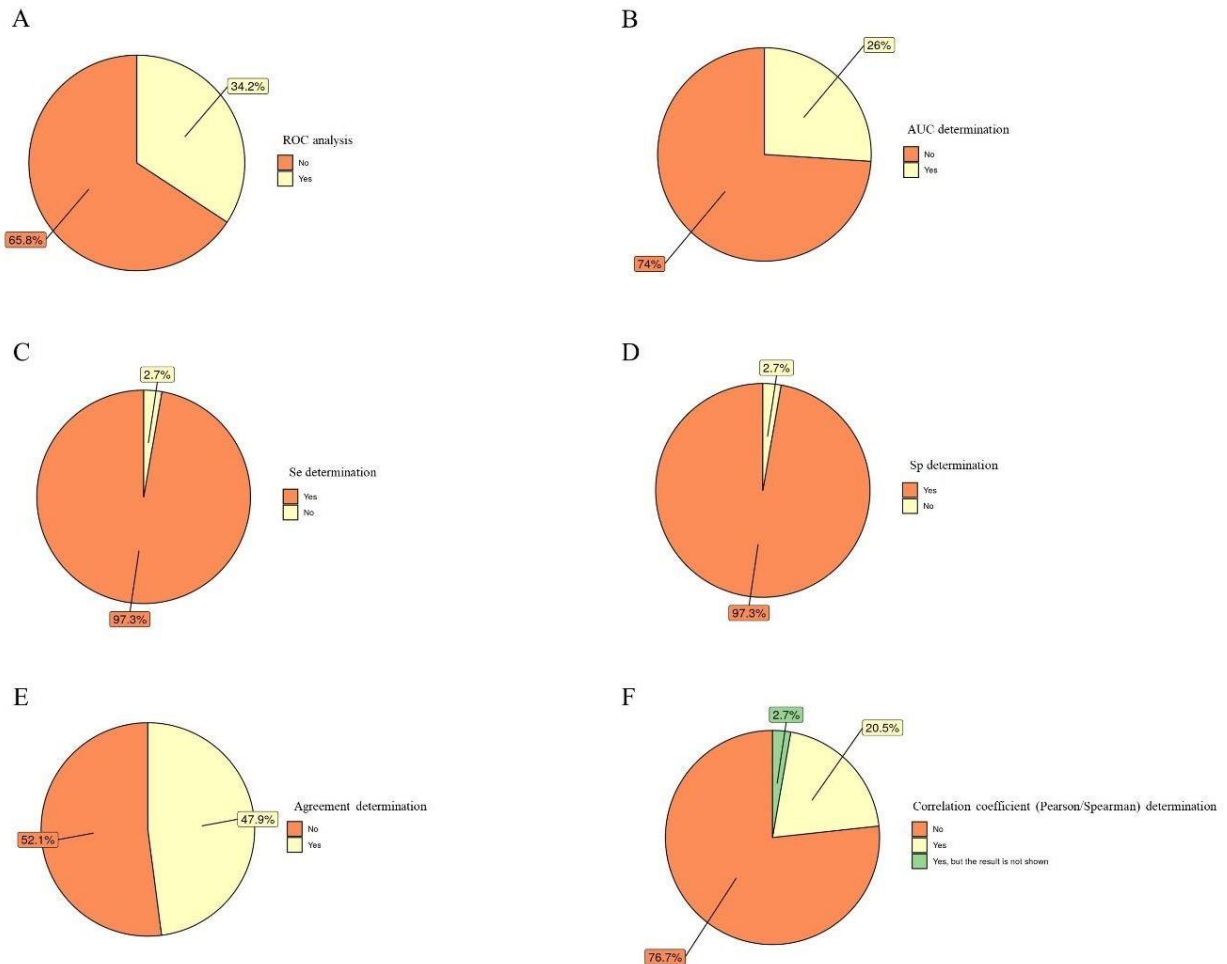 A
34.2%
ROC analysis
No
Yes
65.8%
B
26%
AUC determination
No
Yes
74%
C
2.7%
Se determination
Yes
No
97.3%
D
2.7%
Sp determination
Yes
No
97.3%
E
Agreement determination
No
Yes
47.9%
52.1%
F
2.7%
20.5%
Correlation coefficient (Pearson/Spearman) determination
No
Yes
Yes, but the result is not shown
76.7%